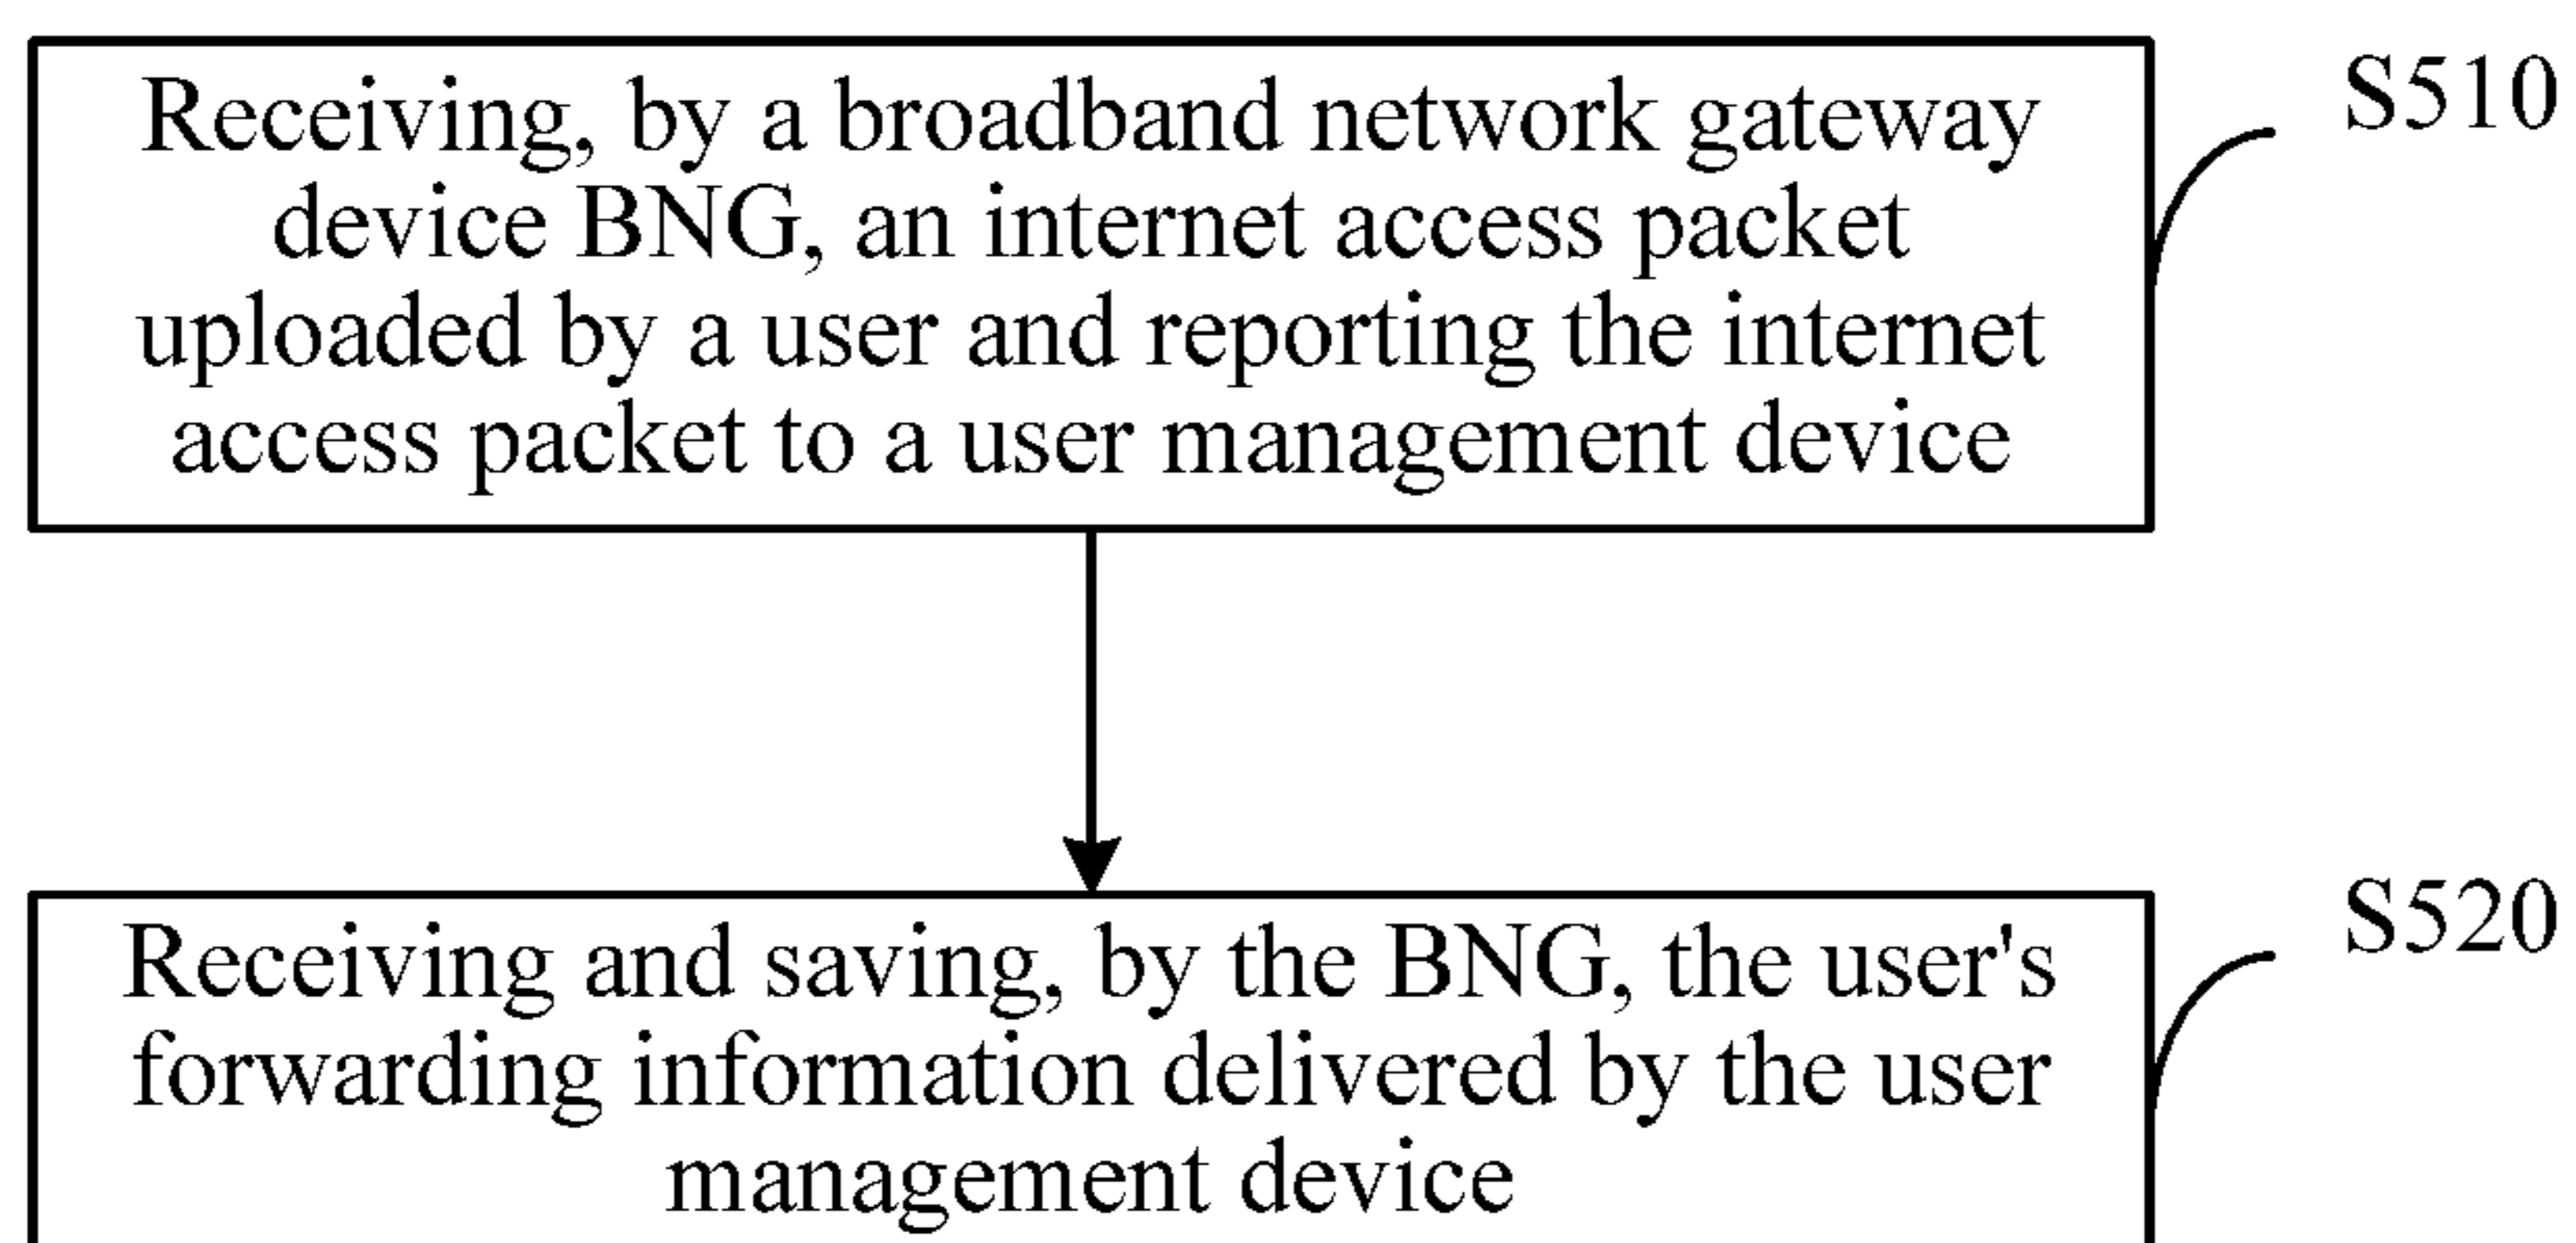 Receiving, by a broadband network gateway
device BNG, an internet access packet
uploaded by a user and reporting the internet
access packet to a user management device
S510
Receiving and saving, by the BNG, the user's
forwarding information delivered by the user
management device
S520